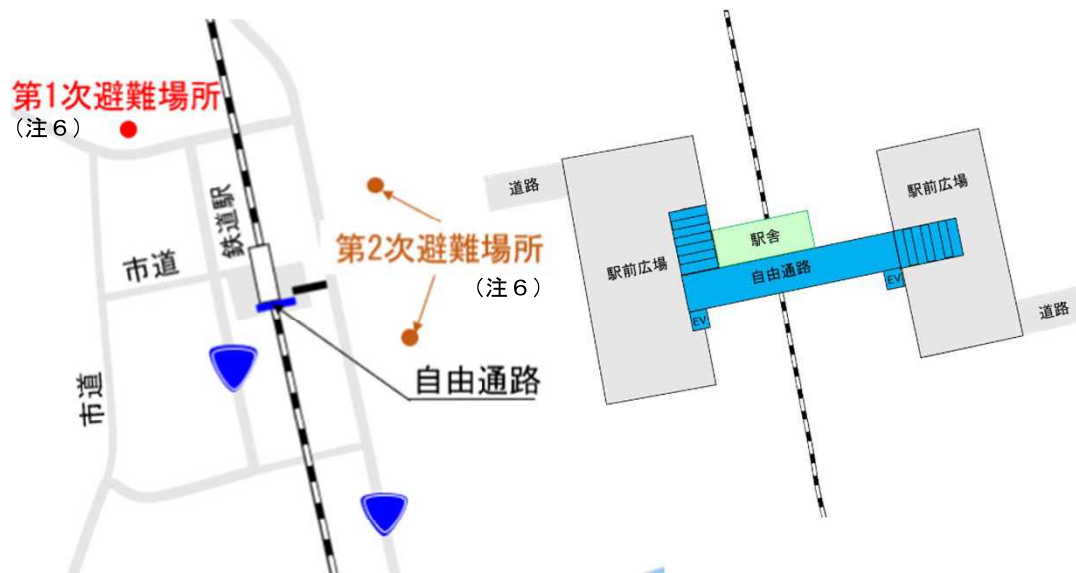 第1次避難場所
(注6)
鉄道駅
第2次避難場所
(注6)
市道
市道
自由通路
道路
駅前広場
駅舎
自由通路
駅前広場
EV
EV
道路